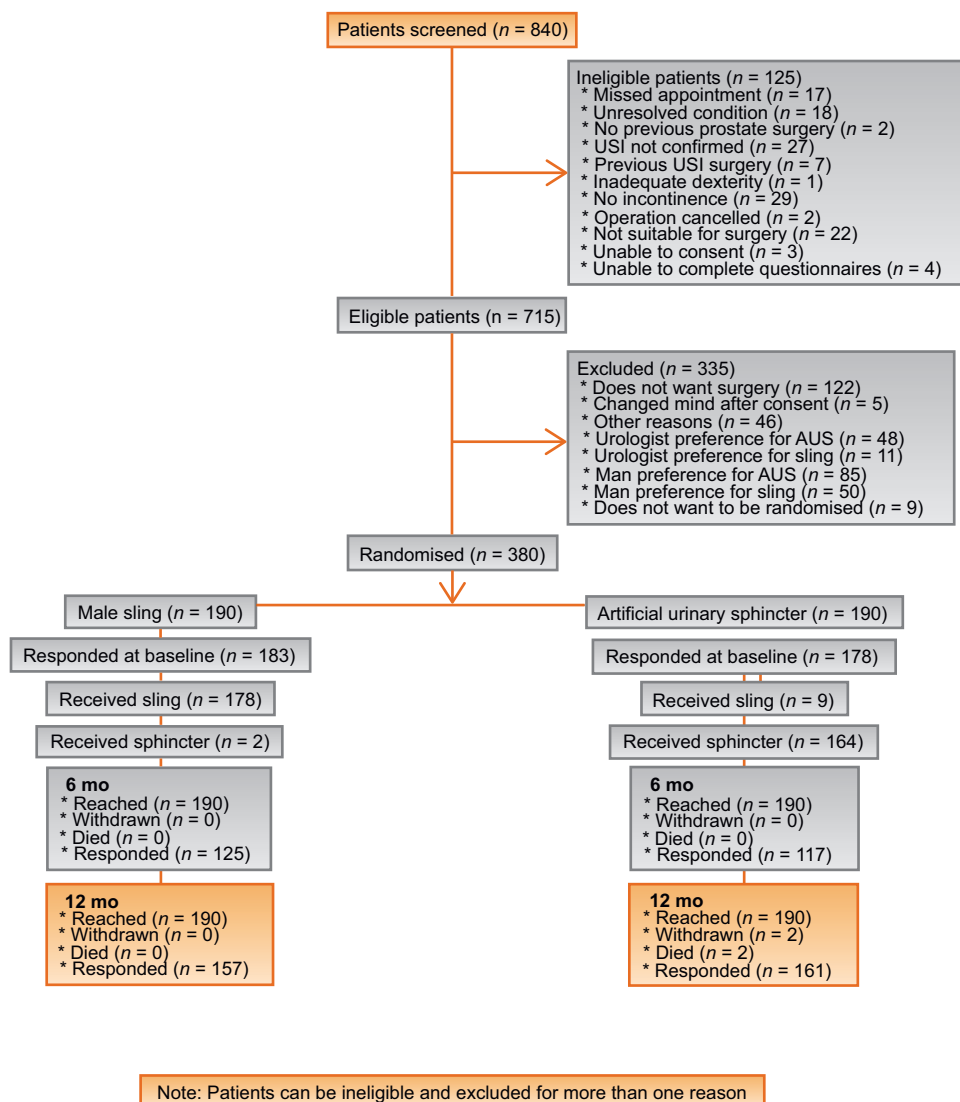 Patients screened (n = 840)
Ineligible patients (n = 125)
* Missed appointment (n = 17)
* Unresolved condition (n = 18)
* No previous prostate surgery (n = 2)
* USI not confirmed (n = 27)
* Previous USI surgery (n = 7)
* Inadequate dexterity (n = 1)
* No incontinence (n = 29)
* Operation cancelled (n = 2)
* Not suitable for surgery (n = 22)
* Unable to consent (n = 3)
* Unable to complete questionnaires (n = 4)
Eligible patients (n = 715)
Excluded (n = 335)
* Does not want surgery (n = 122)
* Changed mind after consent (n = 5)
* Other reasons (n = 46)
* Urologist preference for AUS (n = 48)
* Urologist preference for sling (n = 11)
* Man preference for AUS (n = 85)
* Man preference for sling (n = 50)
* Does not want to be randomised (n = 9)
Randomised (n = 380)
Male sling (n = 190)
Responded at baseline (n = 183)
Received sling (n = 178)
Received sphincter (n = 2)
6 mo
* Reached (n = 190)
* Withdrawn (n = 0)
* Died (n = 0)
* Responded (n = 125)
12 mo
* Reached (n = 190)
* Withdrawn (n = 0)
* Died (n = 0)
* Responded (n = 157)
Artificial urinary sphincter (n = 190)
Responded at baseline (n = 178)
Received sling (n = 9)
Received sphincter (n = 164)
6 mo
* Reached (n = 190)
* Withdrawn (n = 0)
* Died (n = 0)
* Responded (n = 117)
12 mo
* Reached (n = 190)
* Withdrawn (n = 2)
* Died (n = 2)
* Responded (n = 161)
Note: Patients can be ineligible and excluded for more than one reason